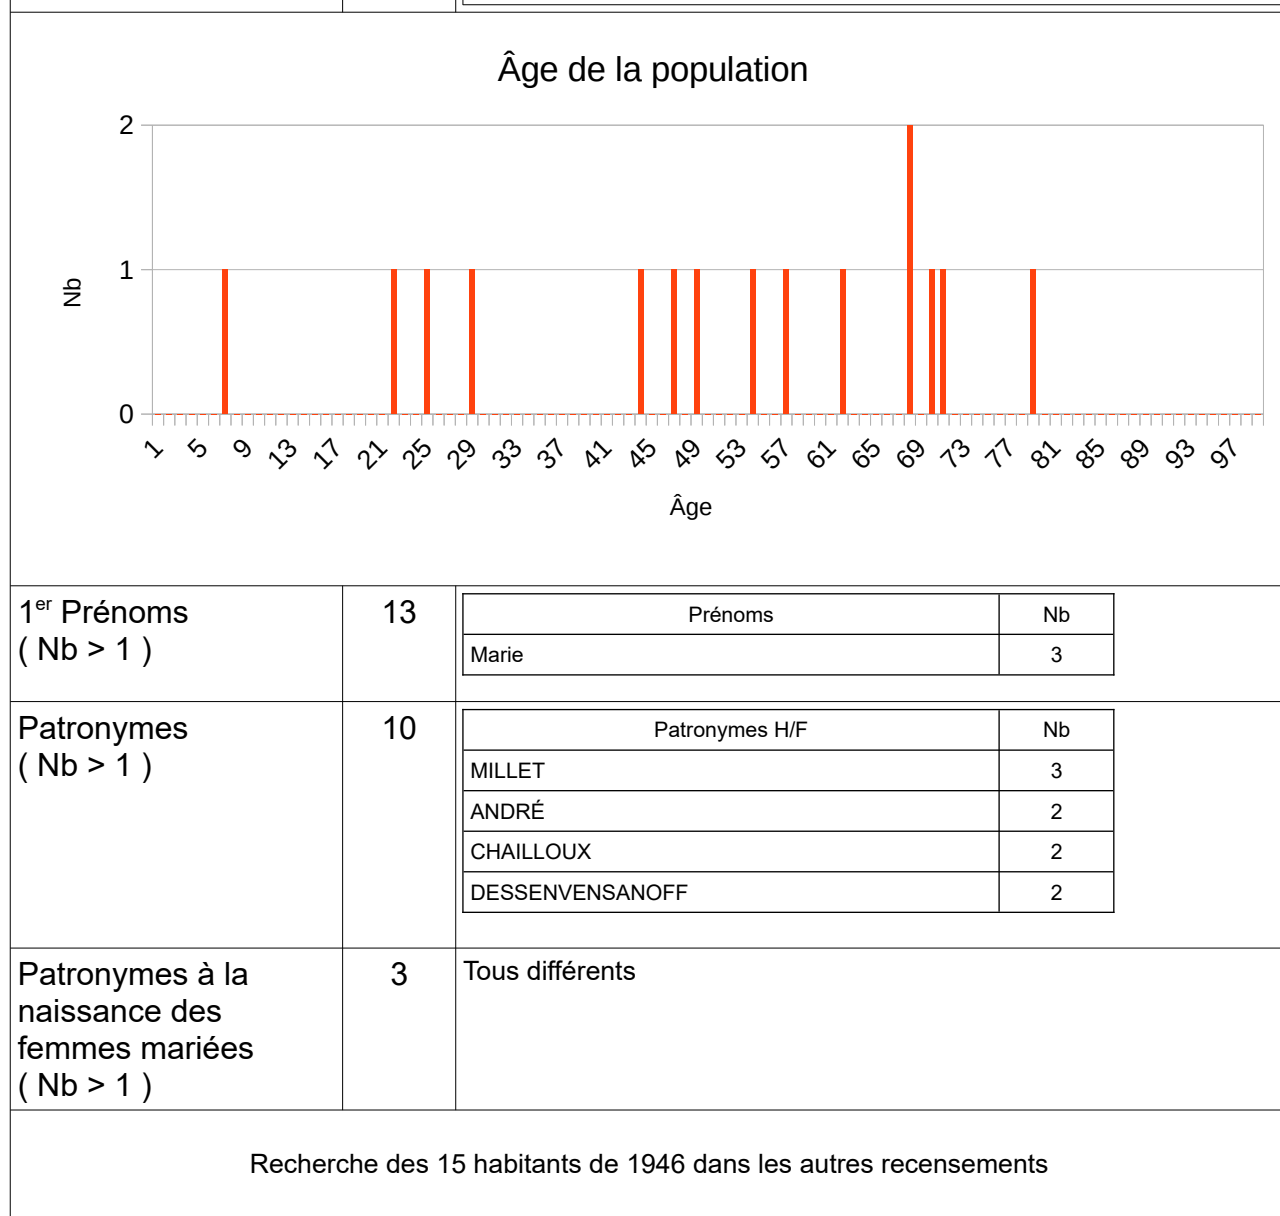 Âge de la population
2
1
0
Nb
1 5 9 13 17 21 25 29 33 37 41 45 49 53 57 61 65 69 73 77 81 85 89 93 97
Âge
1er Prénoms
( Nb > 1 )
13
Prénoms Nb
Marie 3
Patronymes
( Nb > 1 )
10
Patronymes H/F Nb
MILLET 3
ANDRÉ 2
CHAILLOUX 2
DESSENVENSANOFF 2
Patronymes à la
naissance des
femmes mariées
( Nb > 1 )
3
Tous différents
Recherche des 15 habitants de 1946 dans les autres recensements